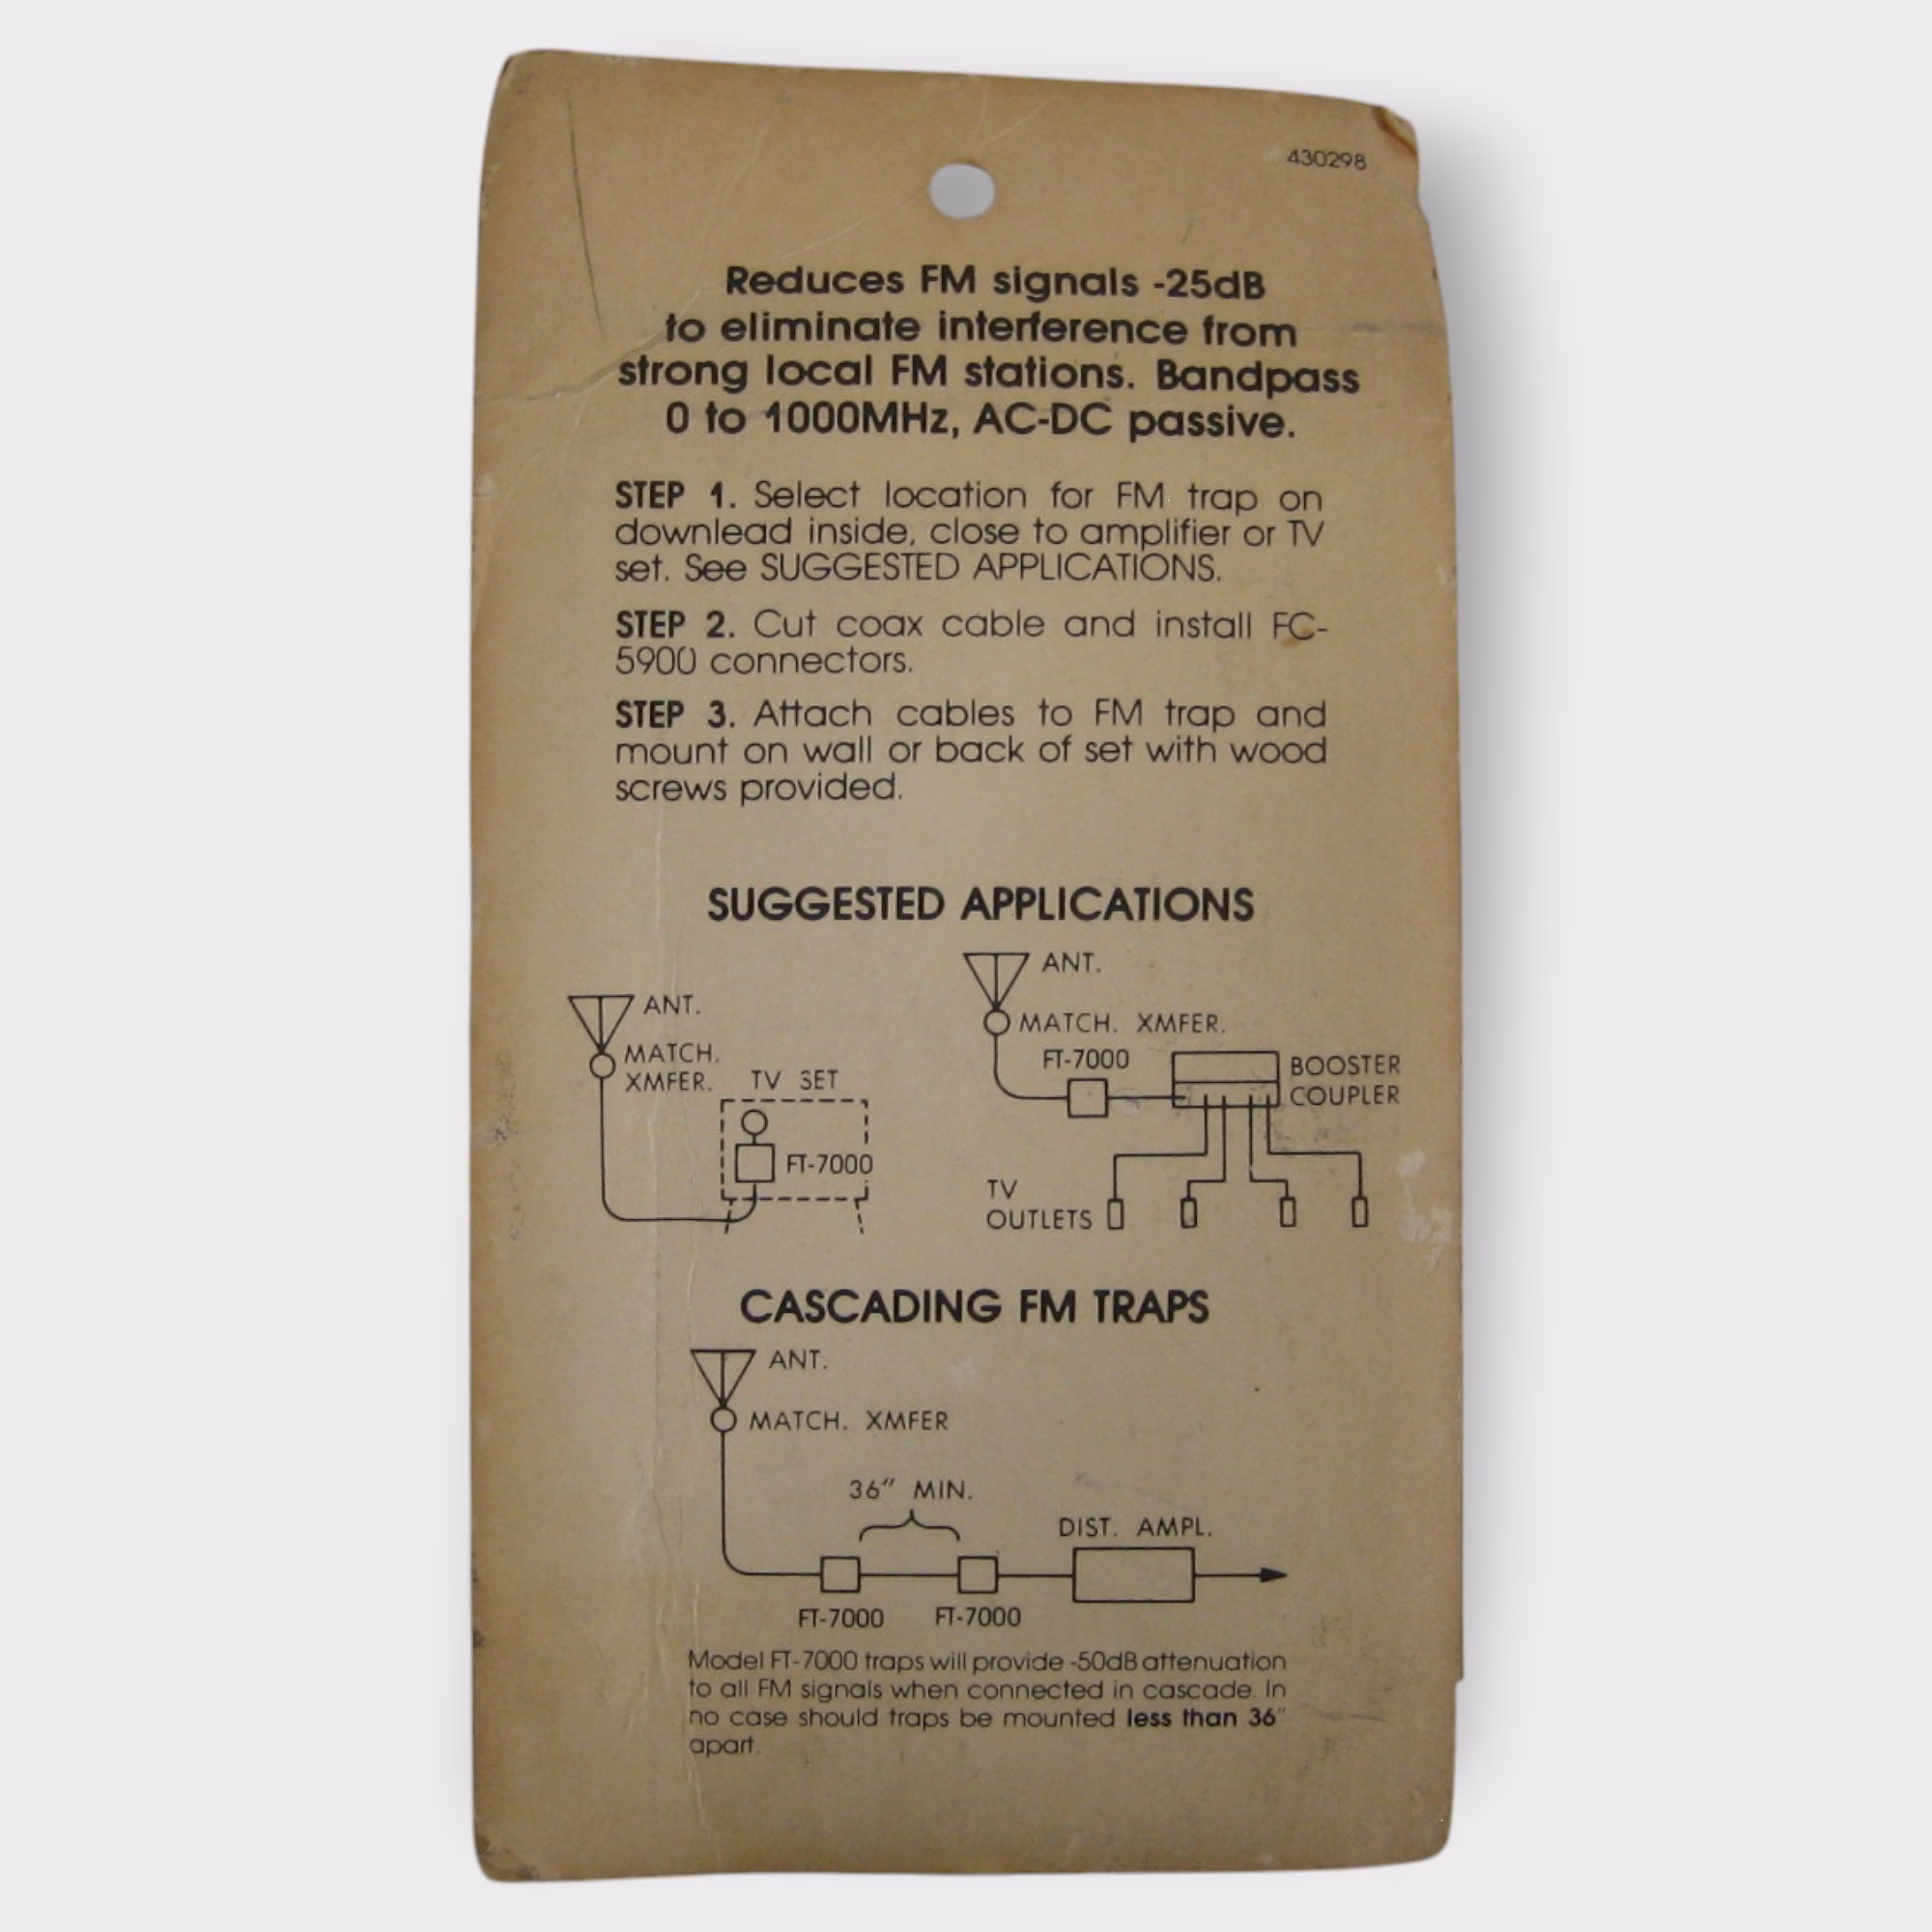 430298
Reduces FM signals -25dB
to eliminate interference from
strong local FM stations. Bandpass
0 to 1000MHz, AC-DC passive.
STEP 1. Select location for FM trap on
downlead inside, close to amplifier or TV
set. See SUGGESTED APPLICATIONS.
STEP 2. Cut coax cable and install FC-
5900 connectors.
STEP 3. Attach cables to FM trap and
mount on wall or back of set with wood
screws provided.
SUGGESTED APPLICATIONS
ANT.
MATCH.
XMFER.
TV SET
FT-7000
ANT.
MATCH. XMFER.
FT-7000
BOOSTER
COUPLER
TV
OUTLETS
CASCADING FM TRAPS
ANT.
MATCH. XMFER
36" MIN.
DIST. AMPL.
FT-7000 FT-7000
Model FT-7000 traps will provide -50dB attenuation
to all FM signals when connected in cascade. In
no case should traps be mounted less than 36"
apart.